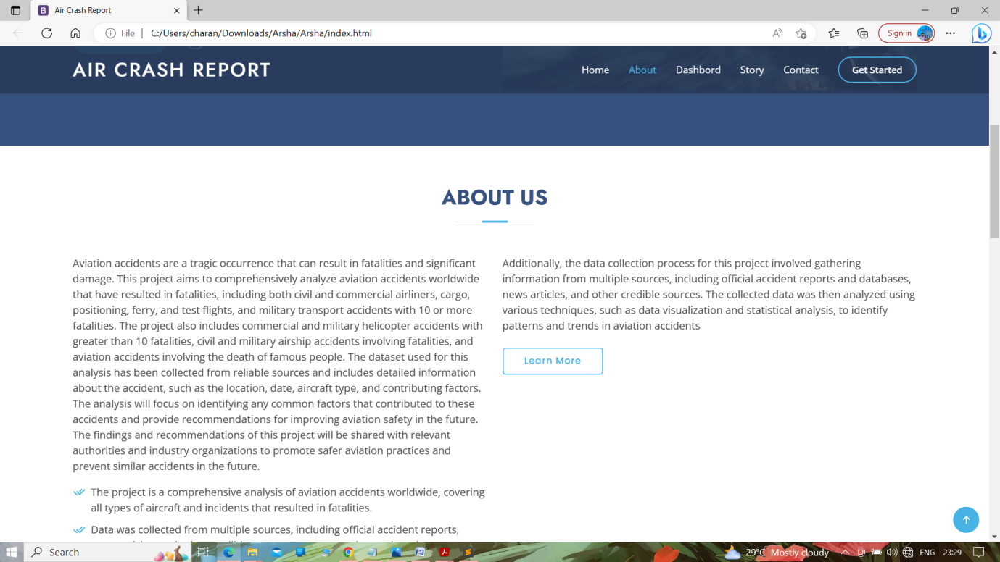 Air Crash Report
File
C:/Users/charan/Downloads/Arsha/Arsha/index.html
Sign in
AIR CRASH REPORT
Home About Dashbord Story Contact Get Started
ABOUT US
Aviation accidents are a tragic occurrence that can result in fatalities and significant
damage. This project aims to comprehensively analyze aviation accidents worldwide
that have resulted in fatalities, including both civil and commercial airliners, cargo,
positioning, ferry, and test flights, and military transport accidents with 10 or more
fatalities. The project also includes commercial and military helicopter accidents with
greater than 10 fatalities, civil and military airship accidents involving fatalities, and
aviation accidents involving the death of famous people. The dataset used for this
analysis has been collected from reliable sources and includes detailed information
about the accident, such as the location, date, aircraft type, and contributing factors.
The analysis will focus on identifying any common factors that contributed to these
accidents and provide recommendations for improving aviation safety in the future.
The findings and recommendations of this project will be shared with relevant
authorities and industry organizations to promote safer aviation practices and
prevent similar accidents in the future.
The project is a comprehensive analysis of aviation accidents worldwide, covering
all types of aircraft and incidents that resulted in fatalities.
Data was collected from multiple sources, including official accident reports,
Additionally, the data collection process for this project involved gathering
information from multiple sources, including official accident reports and databases,
news articles, and other credible sources. The collected data was then analyzed using
various techniques, such as data visualization and statistical analysis, to identify
patterns and trends in aviation accidents
Learn More
Search
29°C Mostly cloudy
ENG
23:29